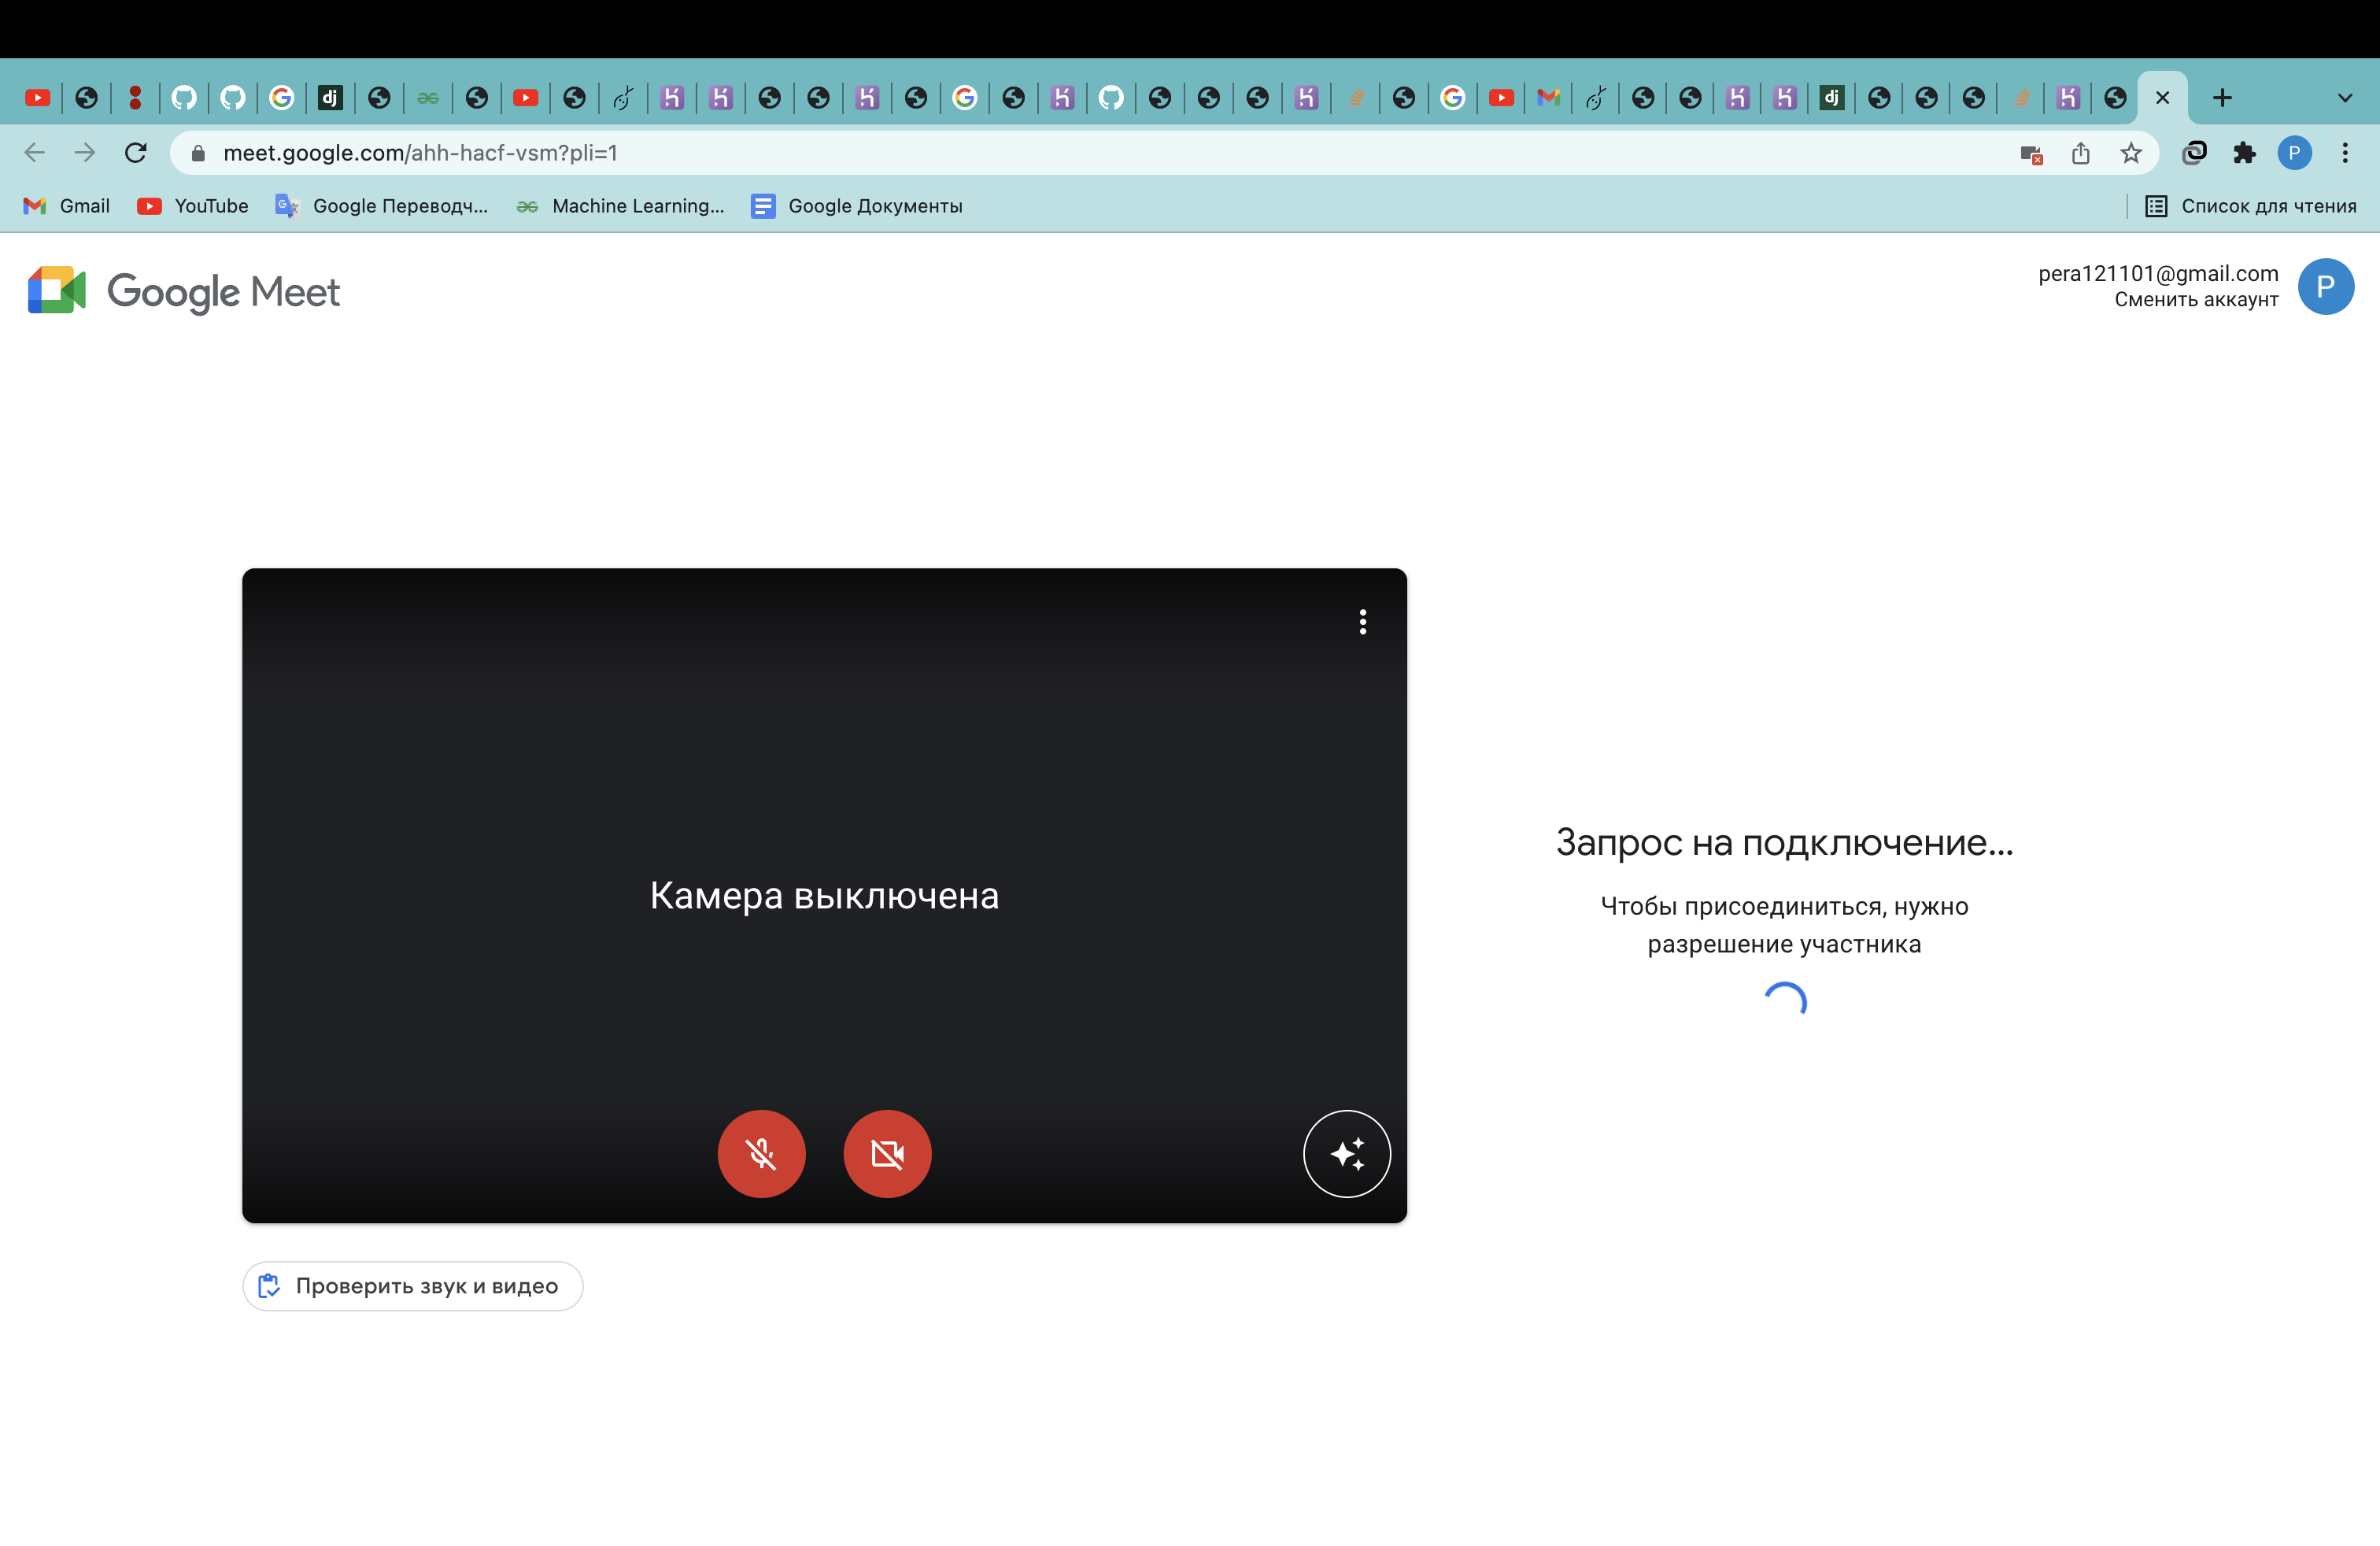 meet.google.com/ahh-hacf-vsm?pli=1
P
Gmail
YouTube
Google Переводч...
Machine Learning...
Google Документы
Список для чтения
Google Meet
pera121101@gmail.com
Сменить аккаунт
P
Камера выключена
Запрос на подключение...
Чтобы присоединиться, нужно
разрешение участника
Проверить звук и видео